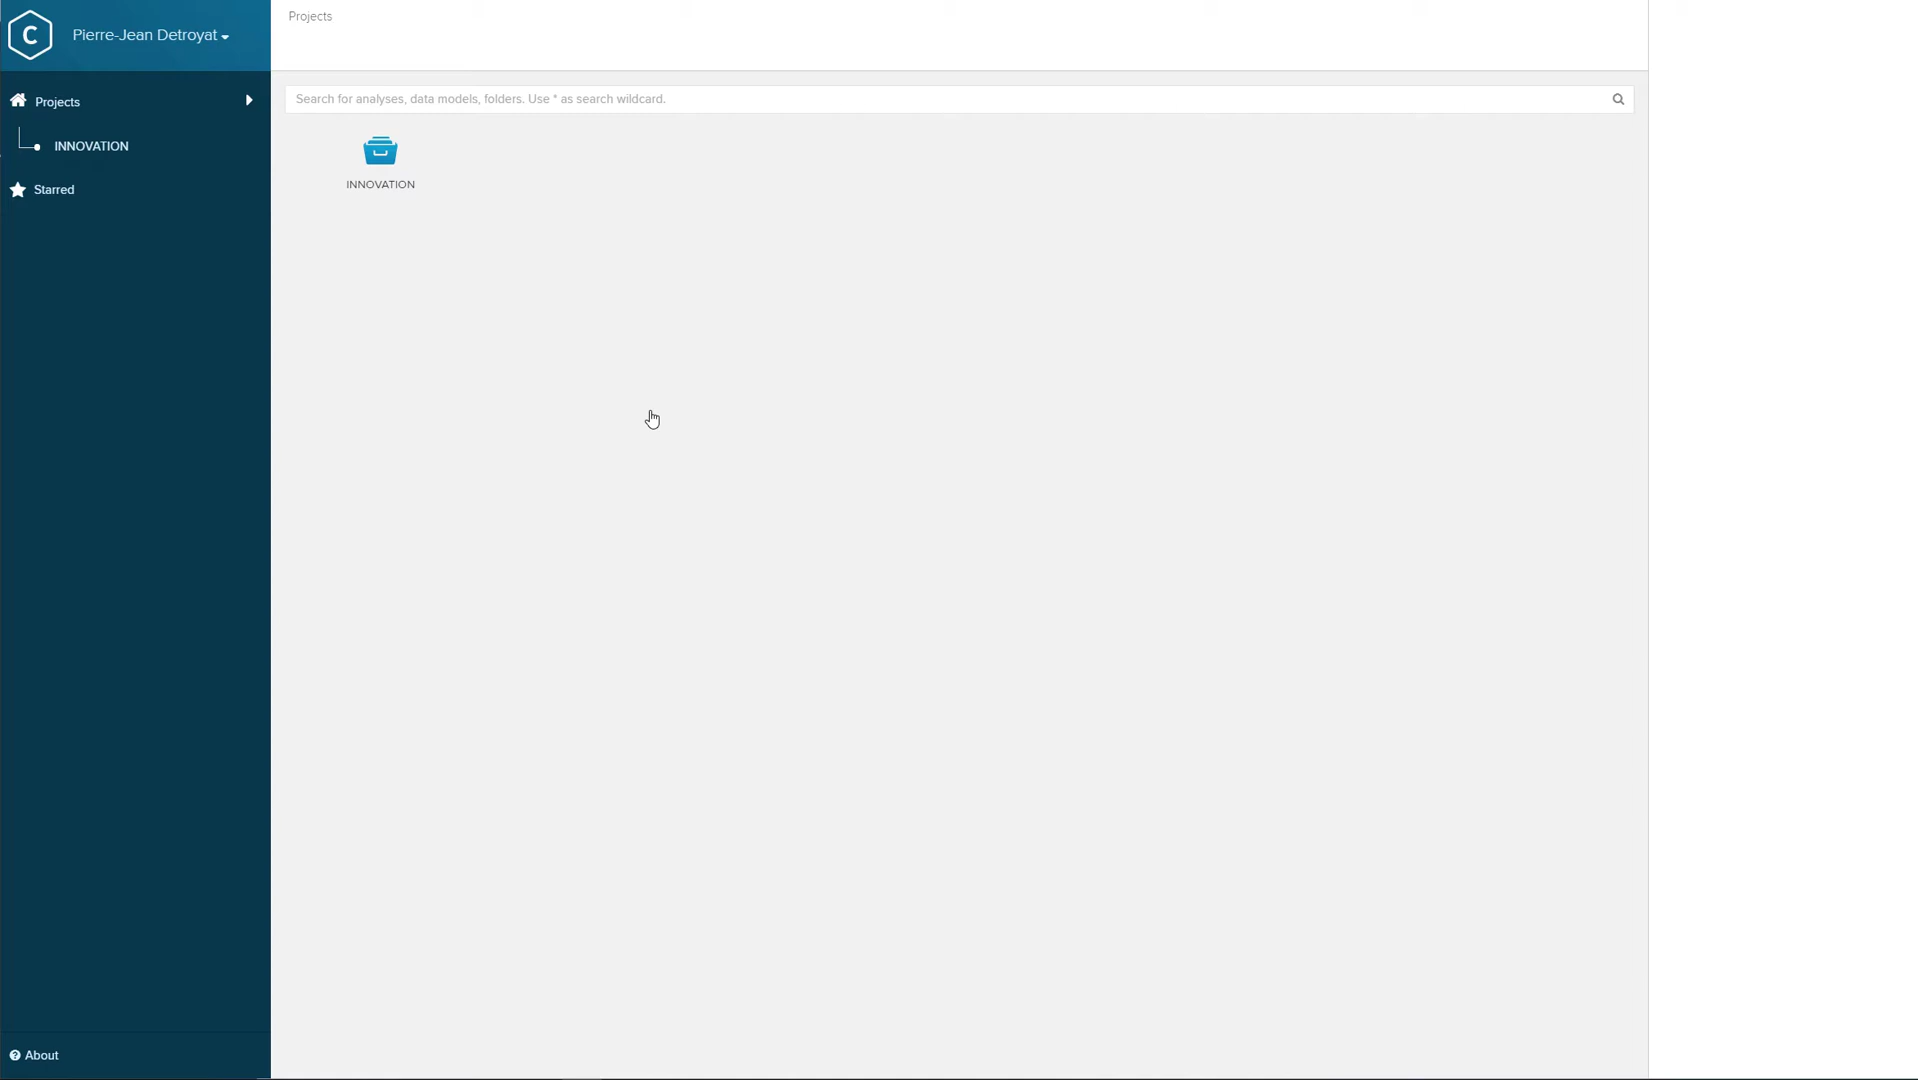 C
Pierre-Jean Detroyat
Projects
INNOVATION
Starred
About
Projects
Search for analyses, data models, folders. Use * as search wildcard.
INNOVATION